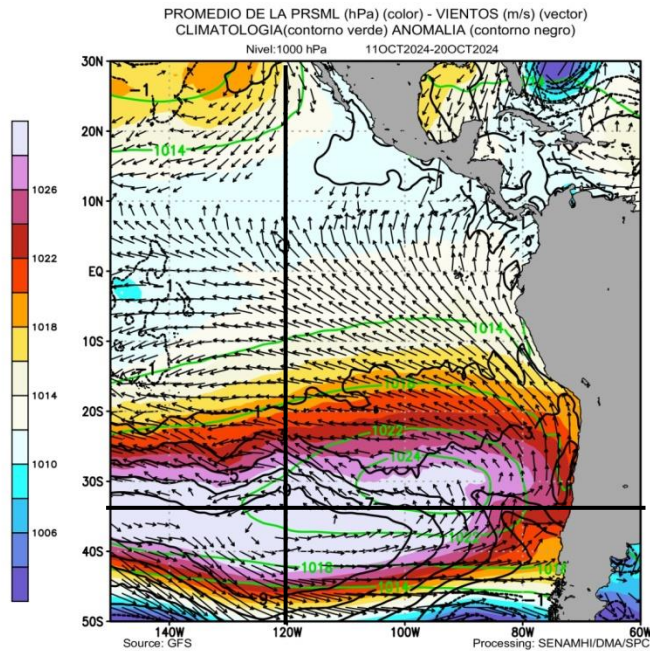 PROMEDIO DE LA PRSML (hPa) (color) - VIENTOS (m/s) (vector)
CLIMATOLOGIA(contorno verde) ANOMALIA (contorno negro)
Nivel:1000 hPa 11OCT2024-20OCT2024
30N
20N
10N
EQ
10S
20S
30S
40S
50S
140W 120W 100W 80W 60W
1026
1022
1018
1014
1010
1006
1014
1014
1018
1022
1024
1022
1018
1014
Source: GFS
Processing: SENAMHI/DMA/SPC